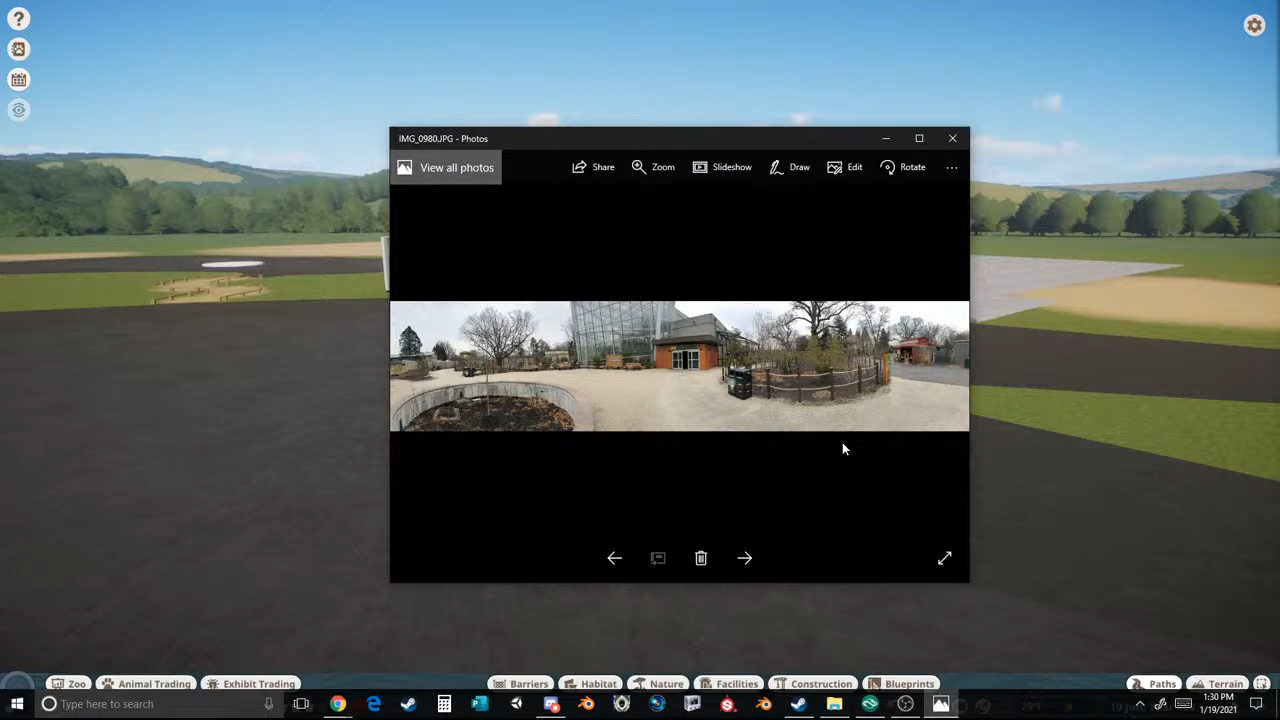 ?
IMG_0980.JPG - Photos
View all photos
Share
Zoom
Slideshow
Draw
Edit
Rotate
Zoo
Animal Trading
Exhibit Trading
Barriers
Habitat
Nature
Facilities
Construction
Blueprints
Paths
Terrain
Type here to search
1:30 PM
1/19/2021